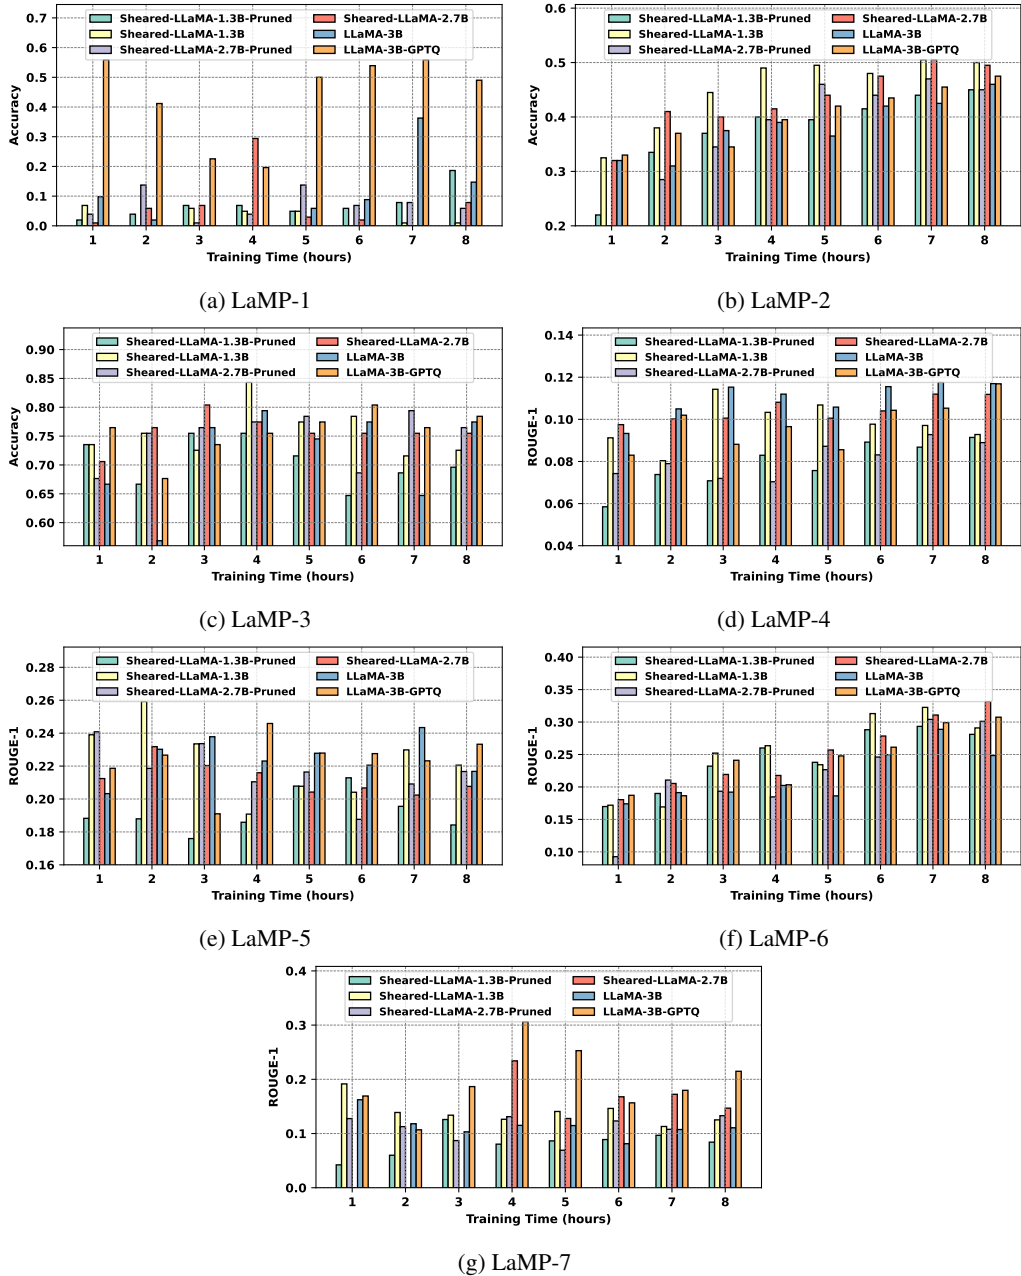 Sheared-LLaMA-1.3B-Pruned
Sheared-LLaMA-1.3B
Sheared-LLaMA-2.7B-Pruned
Sheared-LLaMA-2.7B
LLaMA-3B
LLaMA-3B-GPTQ
Accuracy
0.7
0.6
0.5
0.4
0.3
0.2
0.1
0.0
1 2 3 4 5 6 7 8
Training Time (hours)
(a) LaMP-1
Sheared-LLaMA-1.3B-Pruned
Sheared-LLaMA-1.3B
Sheared-LLaMA-2.7B-Pruned
Sheared-LLaMA-2.7B
LLaMA-3B
LLaMA-3B-GPTQ
Accuracy
0.6
0.5
0.4
0.3
0.2
1 2 3 4 5 6 7 8
Training Time (hours)
(b) LaMP-2
Sheared-LLaMA-1.3B-Pruned
Sheared-LLaMA-1.3B
Sheared-LLaMA-2.7B-Pruned
Sheared-LLaMA-2.7B
LLaMA-3B
LLaMA-3B-GPTQ
Accuracy
0.90
0.85
0.80
0.75
0.70
0.65
0.60
1 2 3 4 5 6 7 8
Training Time (hours)
(c) LaMP-3
Sheared-LLaMA-1.3B-Pruned
Sheared-LLaMA-1.3B
Sheared-LLaMA-2.7B-Pruned
Sheared-LLaMA-2.7B
LLaMA-3B
LLaMA-3B-GPTQ
ROUGE-1
0.14
0.12
0.10
0.08
0.06
0.04
1 2 3 4 5 6 7 8
Training Time (hours)
(d) LaMP-4
Sheared-LLaMA-1.3B-Pruned
Sheared-LLaMA-1.3B
Sheared-LLaMA-2.7B-Pruned
Sheared-LLaMA-2.7B
LLaMA-3B
LLaMA-3B-GPTQ
ROUGE-1
0.28
0.26
0.24
0.22
0.20
0.18
0.16
1 2 3 4 5 6 7 8
Training Time (hours)
(e) LaMP-5
Sheared-LLaMA-1.3B-Pruned
Sheared-LLaMA-1.3B
Sheared-LLaMA-2.7B-Pruned
Sheared-LLaMA-2.7B
LLaMA-3B
LLaMA-3B-GPTQ
ROUGE-1
0.40
0.35
0.30
0.25
0.20
0.15
0.10
1 2 3 4 5 6 7 8
Training Time (hours)
(f) LaMP-6
Sheared-LLaMA-1.3B-Pruned
Sheared-LLaMA-1.3B
Sheared-LLaMA-2.7B-Pruned
Sheared-LLaMA-2.7B
LLaMA-3B
LLaMA-3B-GPTQ
ROUGE-1
0.4
0.3
0.2
0.1
0.0
1 2 3 4 5 6 7 8
Training Time (hours)
(g) LaMP-7